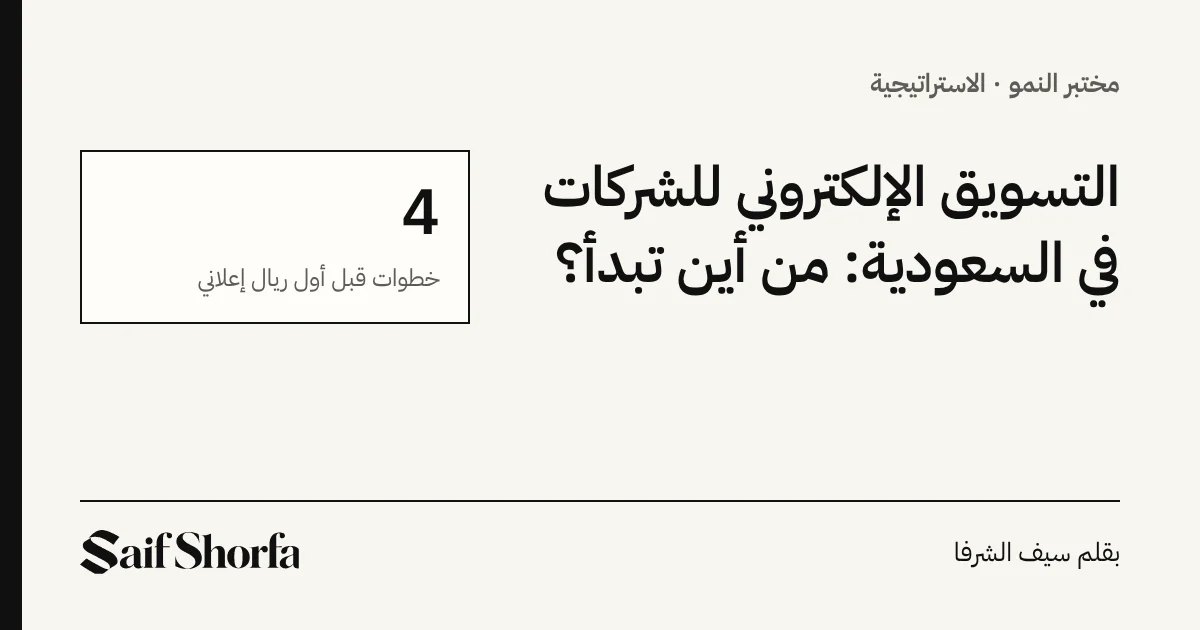 مختبر النمو · الاستراتيجية
التسويق الإلكتروني للشركات
في السعودية: من أين تبدأ؟
4
خطوات قبل أول ريال إعلاني
بقلم سيف الشرفا
Saif Shorfa